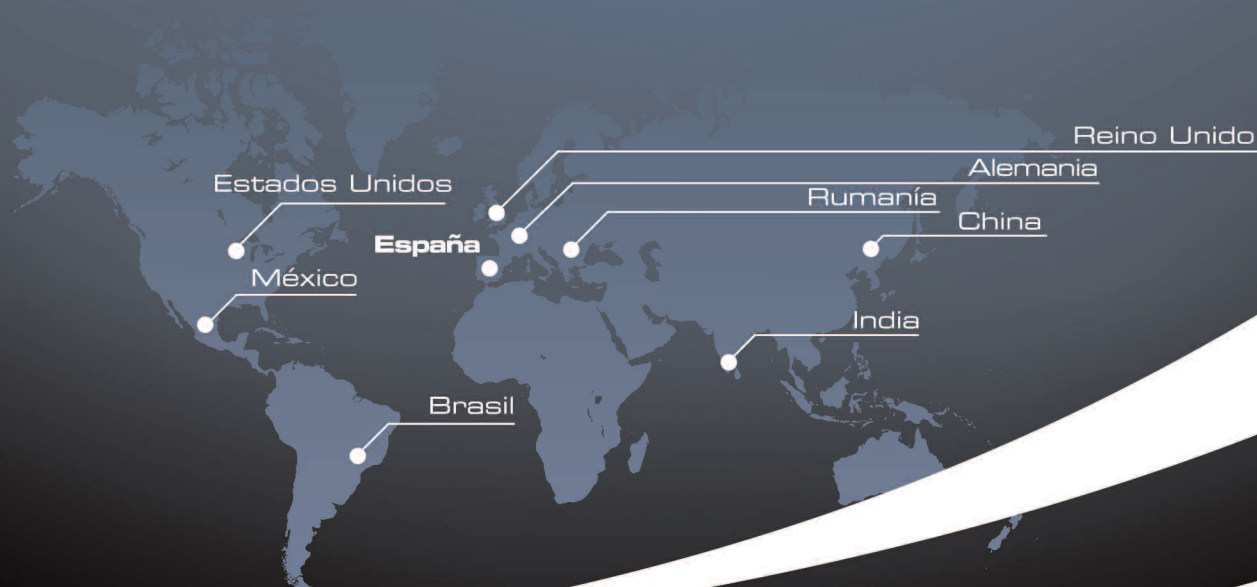 Reino Unido
Alemania
Estados Unidos
Rumanía
China
España
México
India
Brasil